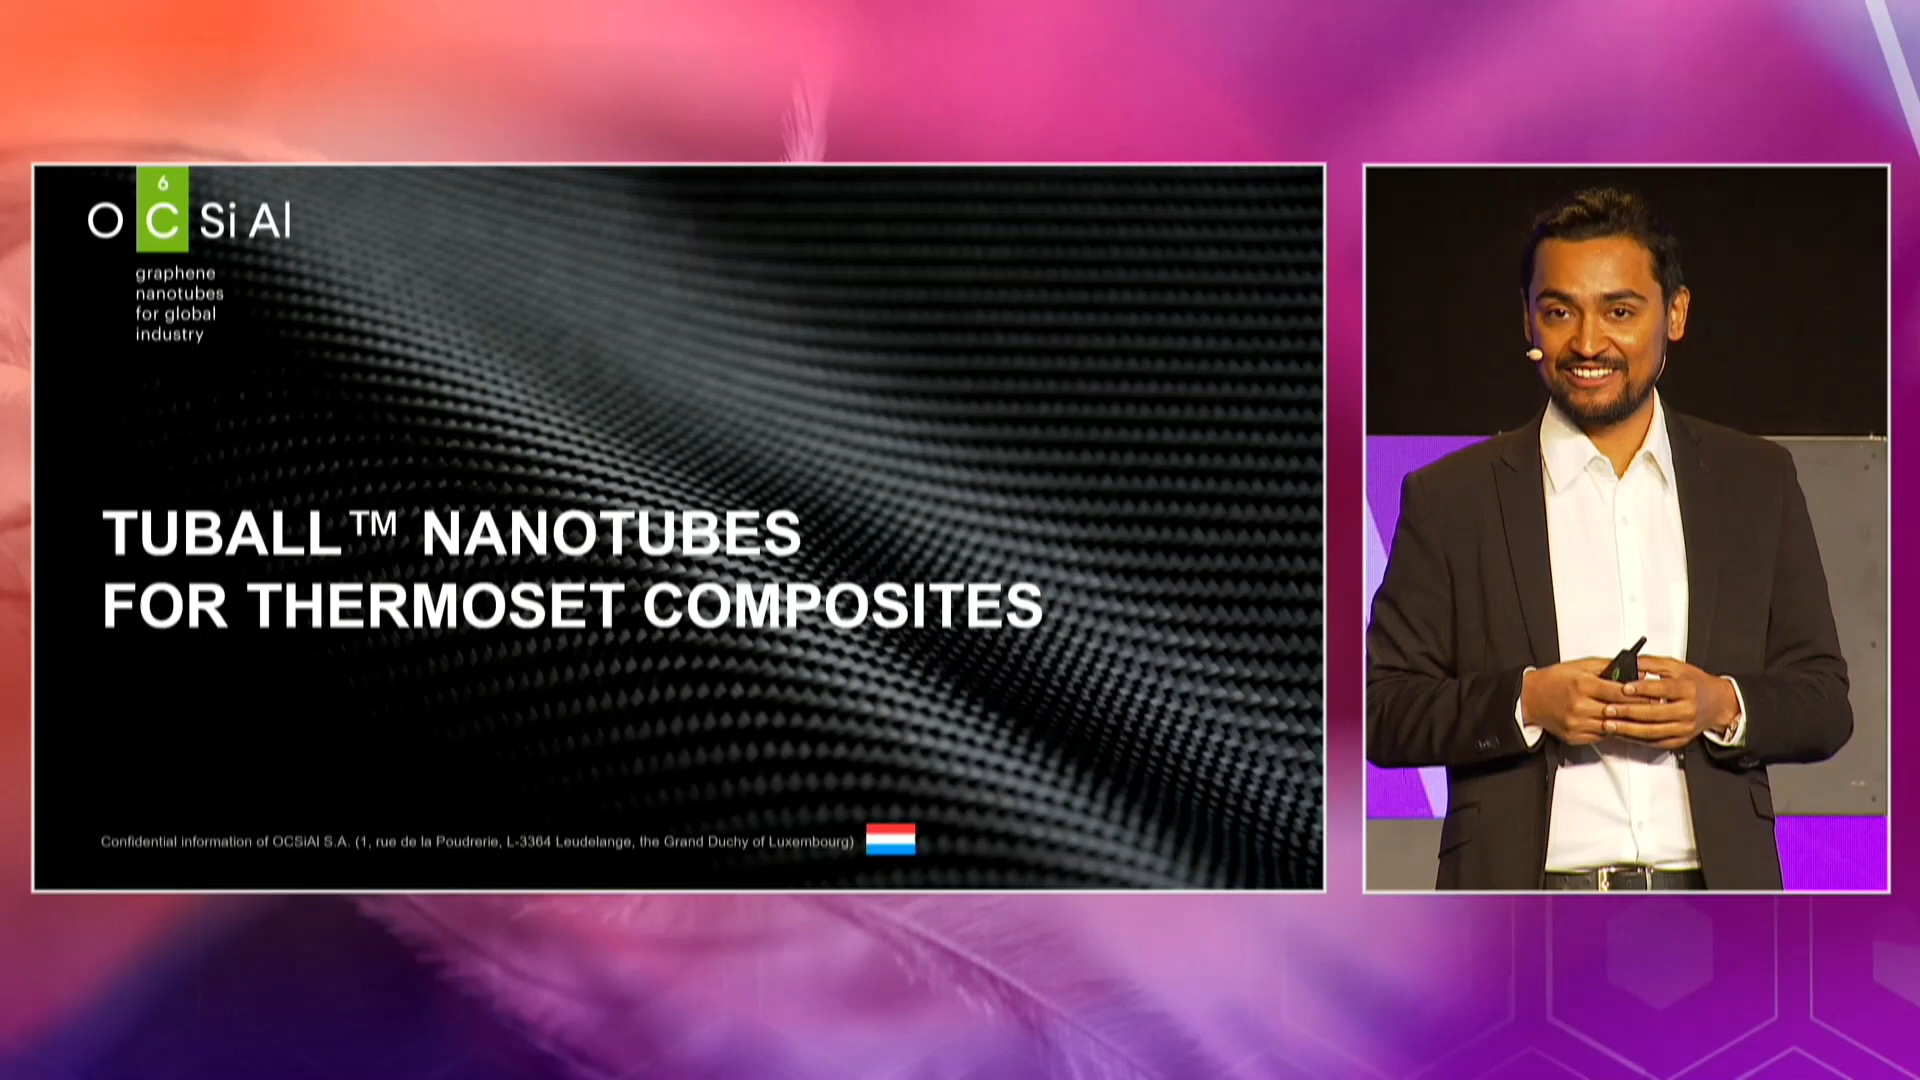 6
O C Si Al
graphene
nanotubes
for global
industry
TUBALL™ NANOTUBES
FOR THERMOSET COMPOSITES
Confidential information of OCSiAl S.A. (1, rue de la Poudrerie, L-3364 Leudelange, the Grand Duchy of Luxembourg)